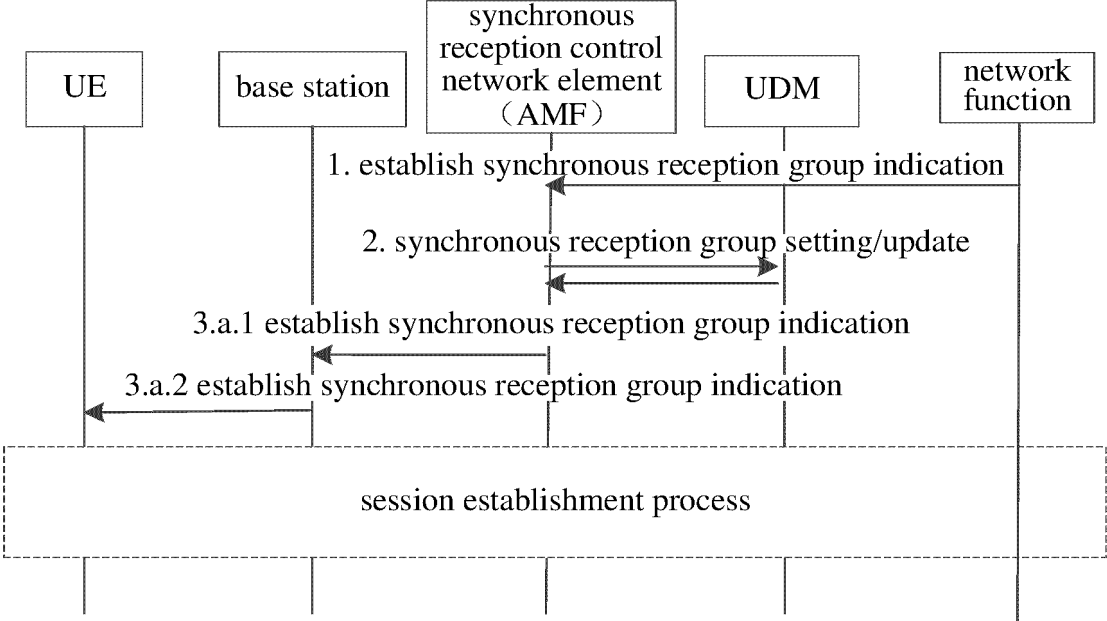 UE
base station
synchronous
reception control
network element
（AMF）
UDM
network
function
1. establish synchronous reception group indication
2. synchronous reception group setting/update
3.a.1 establish synchronous reception group indication
3.a.2 establish synchronous reception group indication
session establishment process